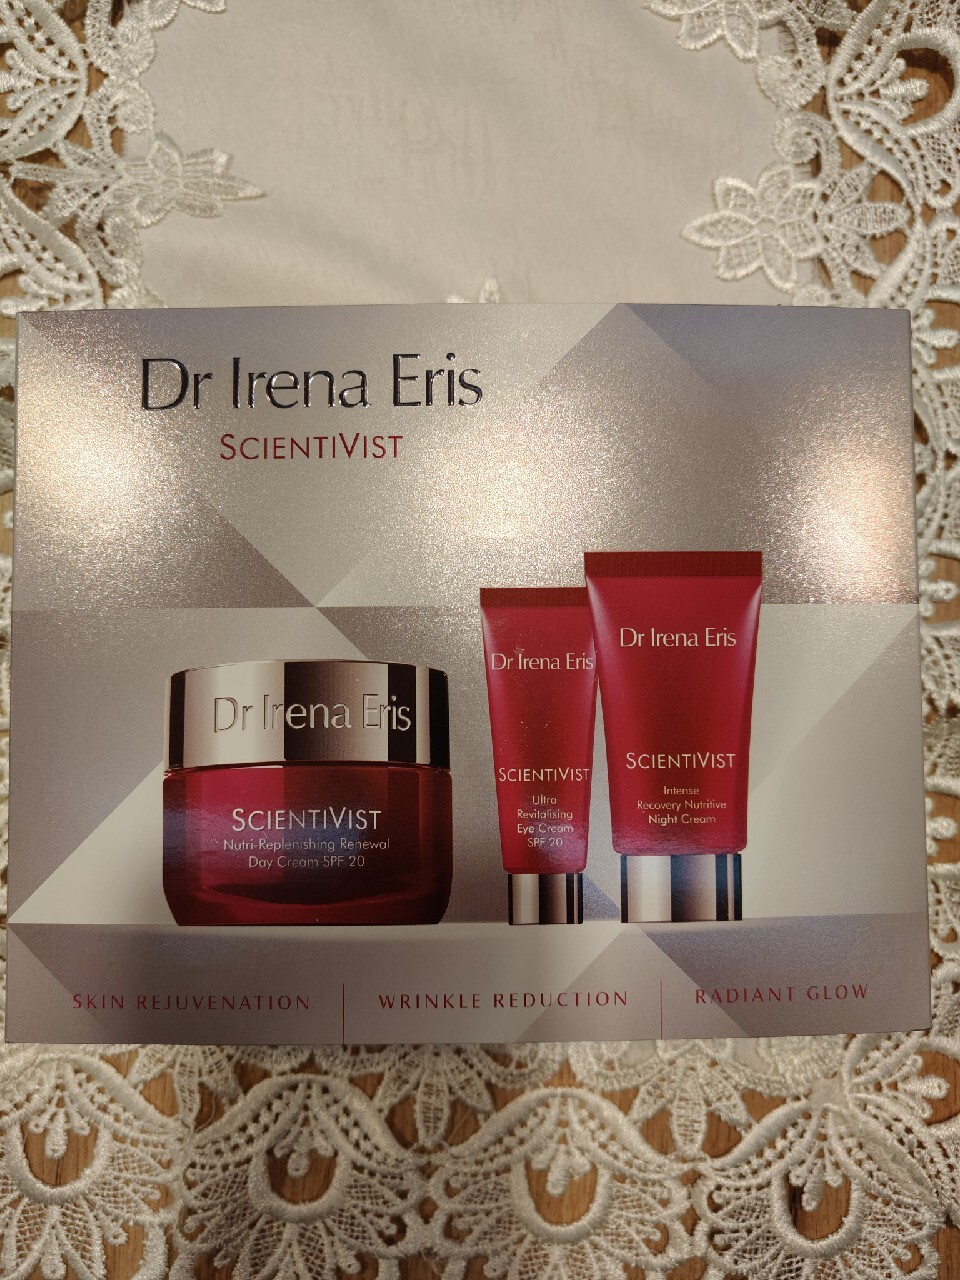 Dr Irena Eris
SCIENTIVIST
Dr Irena Eris
SCIENTIVIST
Nutri-Replenishing Renewal
Day Cream SPF 20
Dr Irena Eris
SCIENTIVIST
Ultra
Revitalising
Eye Cream
SPF 20
Dr Irena Eris
SCIENTIVIST
Intense
Recovery Nutritive
Night Cream
SKIN REJUVENATION
WRINKLE REDUCTION
RADIANT GLOW